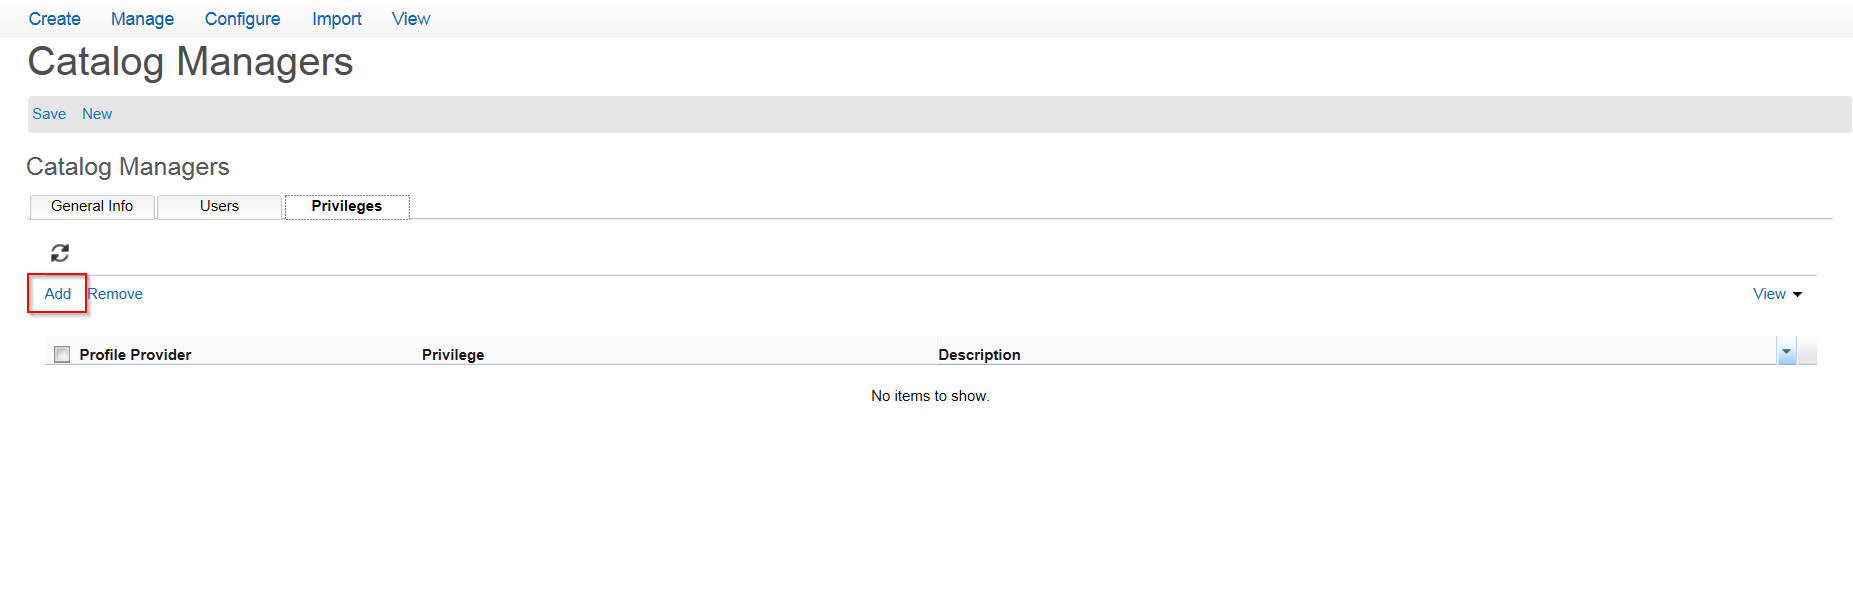 Create Manage Configure Import View
Catalog Managers
Save New
Catalog Managers
General Info Users Privileges
Add Remove View
Profile Provider Privilege Description
No items to show.